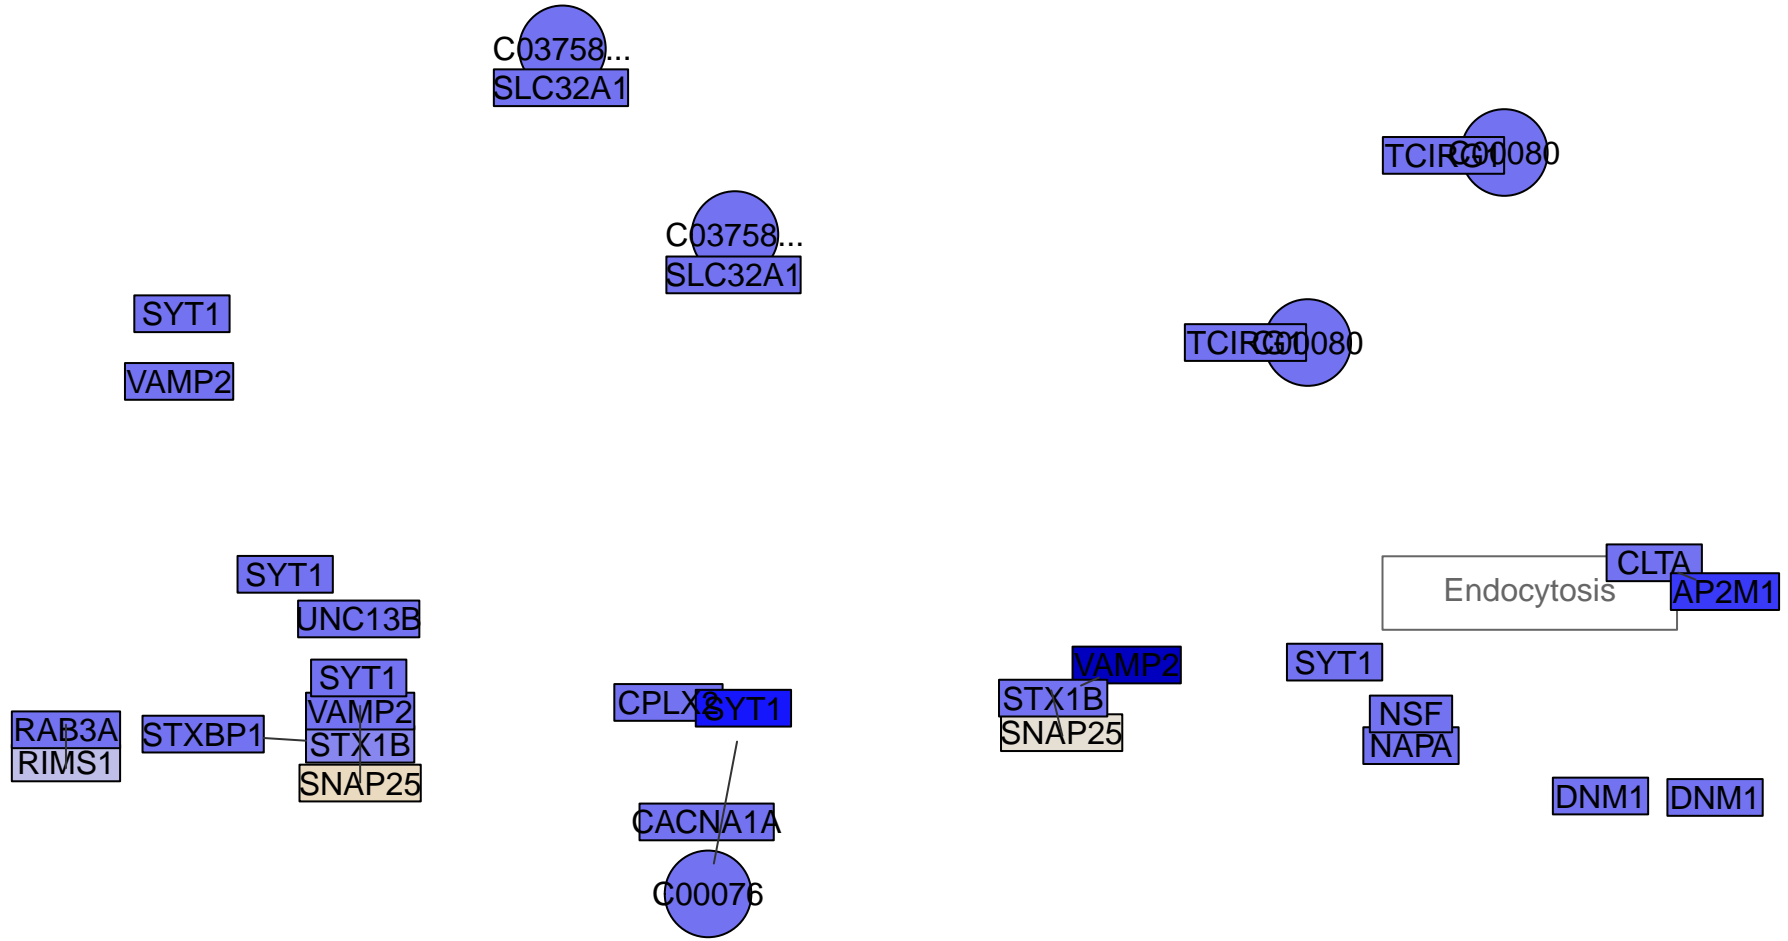 C03758...
SLC32A1
TCIRG1
C00080
C03758...
SLC32A1
SYT1
TCIRG1
C00080
VAMP2
SYT1
CLTA
Endocytosis
AP2M1
UNC13B
SYT1
VAMP2
SYT1
STX1B
CPLX2
SYT1
VAMP2
NSF
RAB3A
STXBP1
STX1B
SNAP25
NAPA
RIMS1
SNAP25
DNM1
DNM1
CACNA1A
C00076